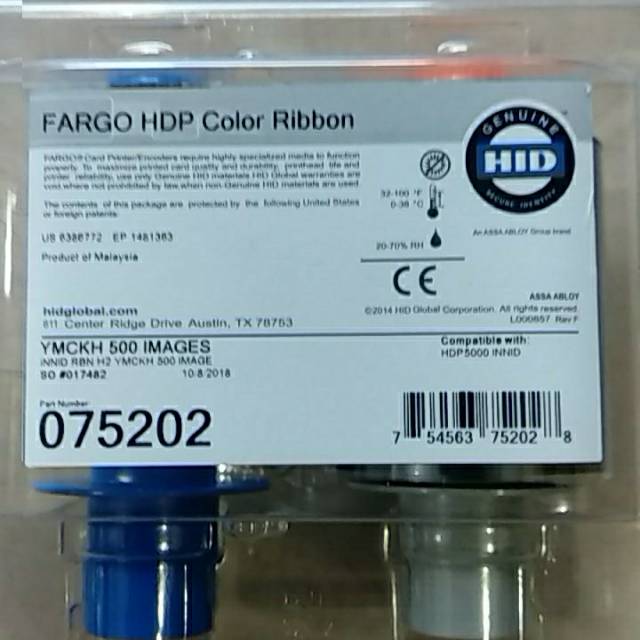 FARGO HDP Color Ribbon
GENUINE
HID
SECURE IDENTITY
An ASSA ABLOY Group brand
FARGO® Card Printer/Encoders require highly specialized media to function
properly. To maximize printed card quality and durability, printhead life and
printer reliability, use only Genuine HID materials HID Global warranties are
void where not prohibited by law when non-Genuine HID materials are used.
The contents of this package are protected by the following United States
or foreign patents:
US 6386772 EP 1481363
Product of Malaysia
32-100 °F
0-38 °C
20-70% RH
CE
ASSA ABLOY
©2014 HID Global Corporation. All rights reserved.
L000657 Rev F
hidglobal.com
611 Center Ridge Drive Austin, TX 78753
YMCKH 500 IMAGES
INNID RBN H2 YMCKH 500 IMAGE
SO #017482 10-8-2018
Compatible with:
HDP5000 INNID
Part Number
075202
7 54563 75202 8